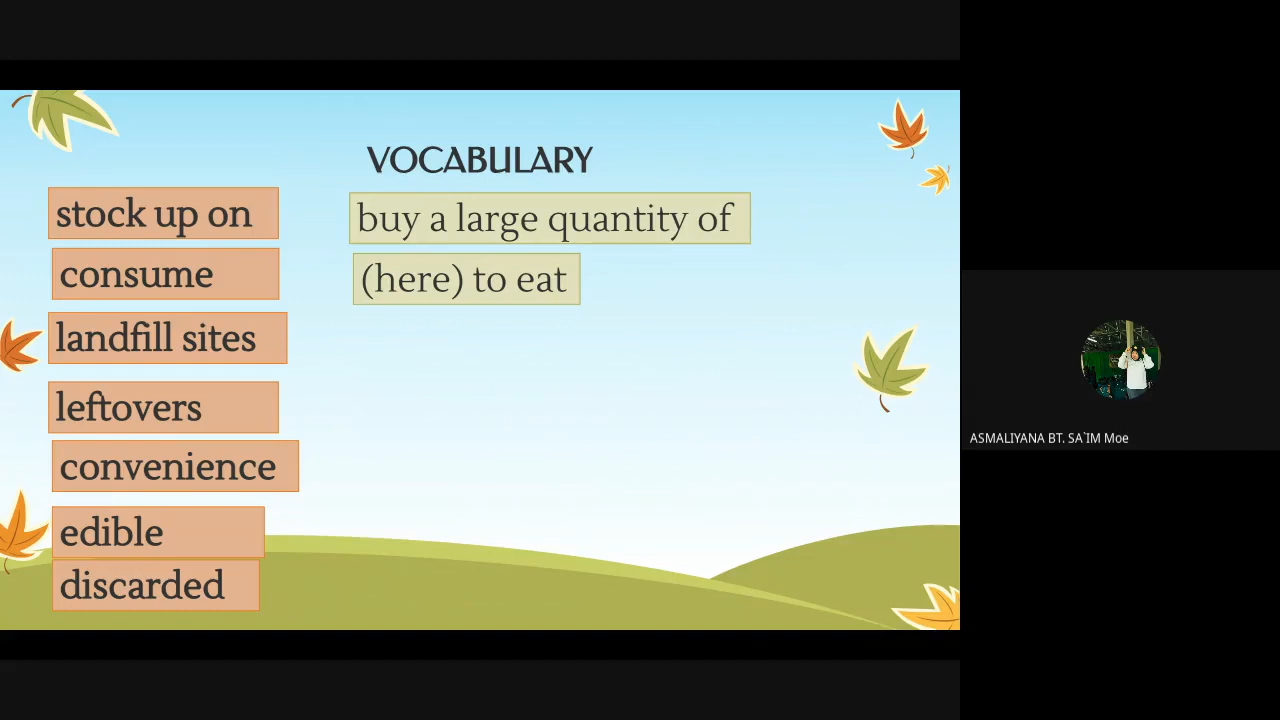 VOCABULARY
stock up on
buy a large quantity of
consume
(here) to eat
landfill sites
leftovers
convenience
edible
discarded
ASMALIYANA BT. SA`IM Moe